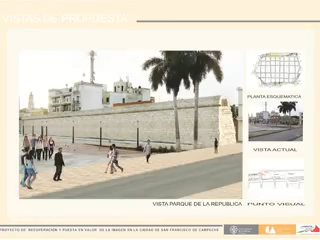 VISTAS DE PROPUESTA
PLANTA ESQUEMATICA
VISTA ACTUAL
VISTA PARQUE DE LA REPUBLICA
PUNTO VISUAL
PROYECTO DE RECUPERACION Y PUESTA EN VALOR DE LA IMAGEN EN LA CIUDAD DE SAN FRANCISCO DE CAMPECHE